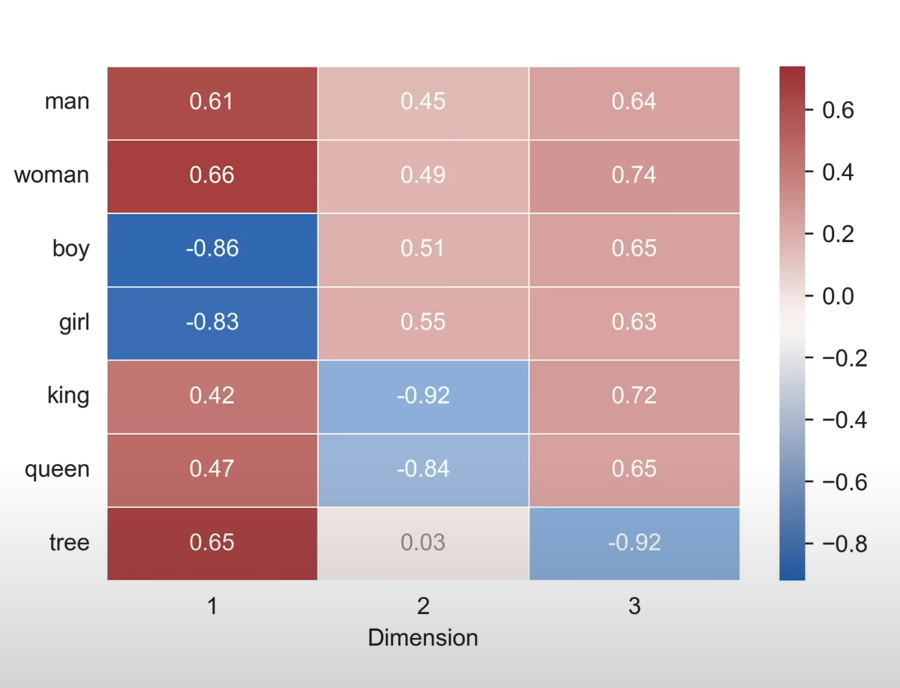 man 0.61 0.45 0.64 0.6
woman 0.66 0.49 0.74 0.4
boy -0.86 0.51 0.65 0.2
0.0
girl -0.83 0.55 0.63 −0.2
king 0.42 -0.92 0.72 −0.4
queen 0.47 -0.84 0.65 −0.6
tree 0.65 0.03 -0.92 −0.8
1 2 3
Dimension